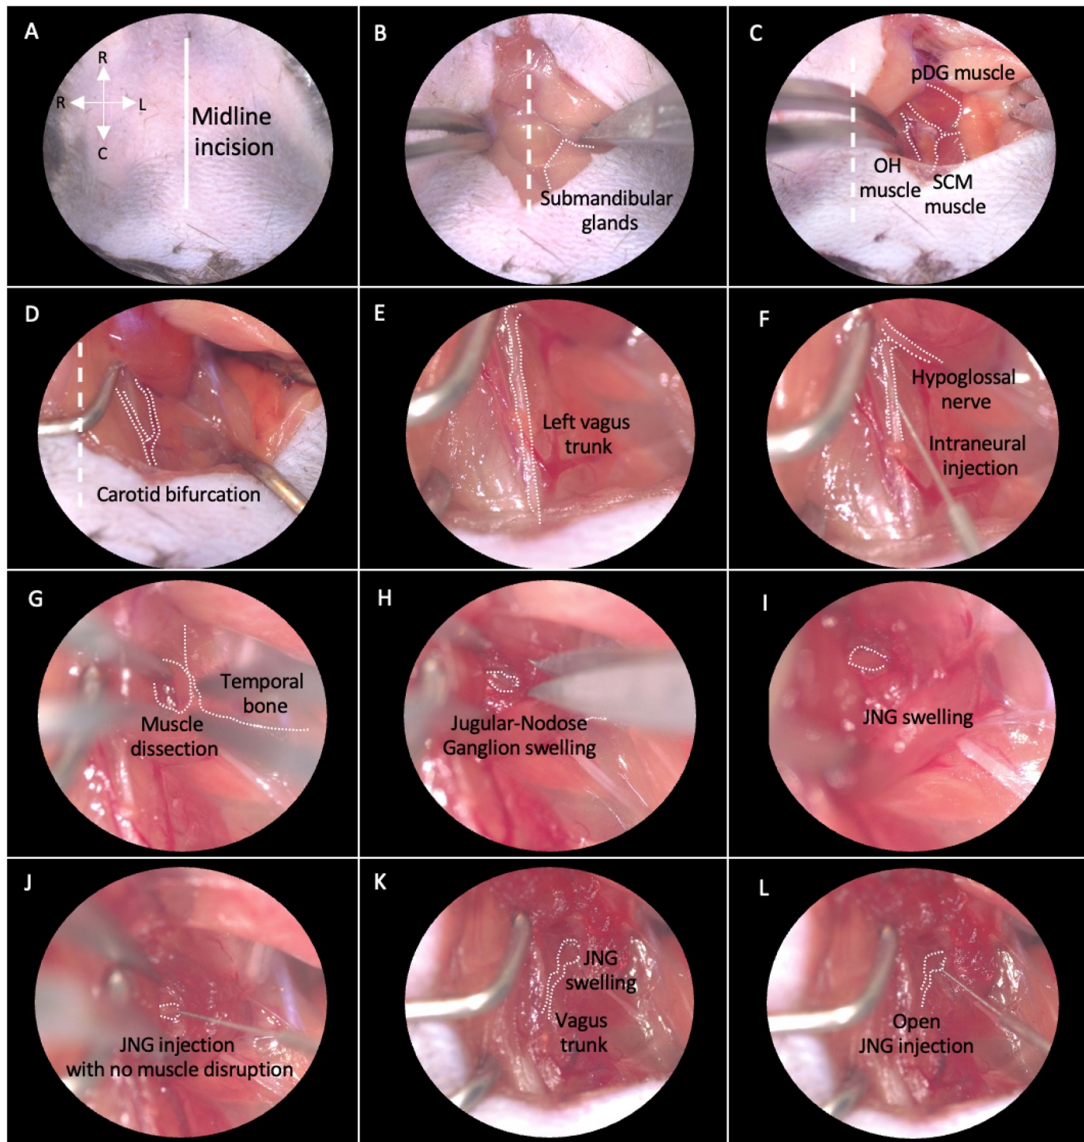 A
R
R
L
C
Midline
incision
B
Submandibular
glands
C
pDG muscle
OH
muscle
SCM
muscle
D
Carotid bifurcation
E
Left vagus
trunk
F
Hypoglossal
nerve
Intraneural
injection
G
Temporal
bone
Muscle
dissection
H
Jugular-Nodose
Ganglion swelling
I
JNG swelling
J
JNG injection
with no muscle disruption
K
JNG
swelling
Vagus
trunk
L
Open
JNG injection